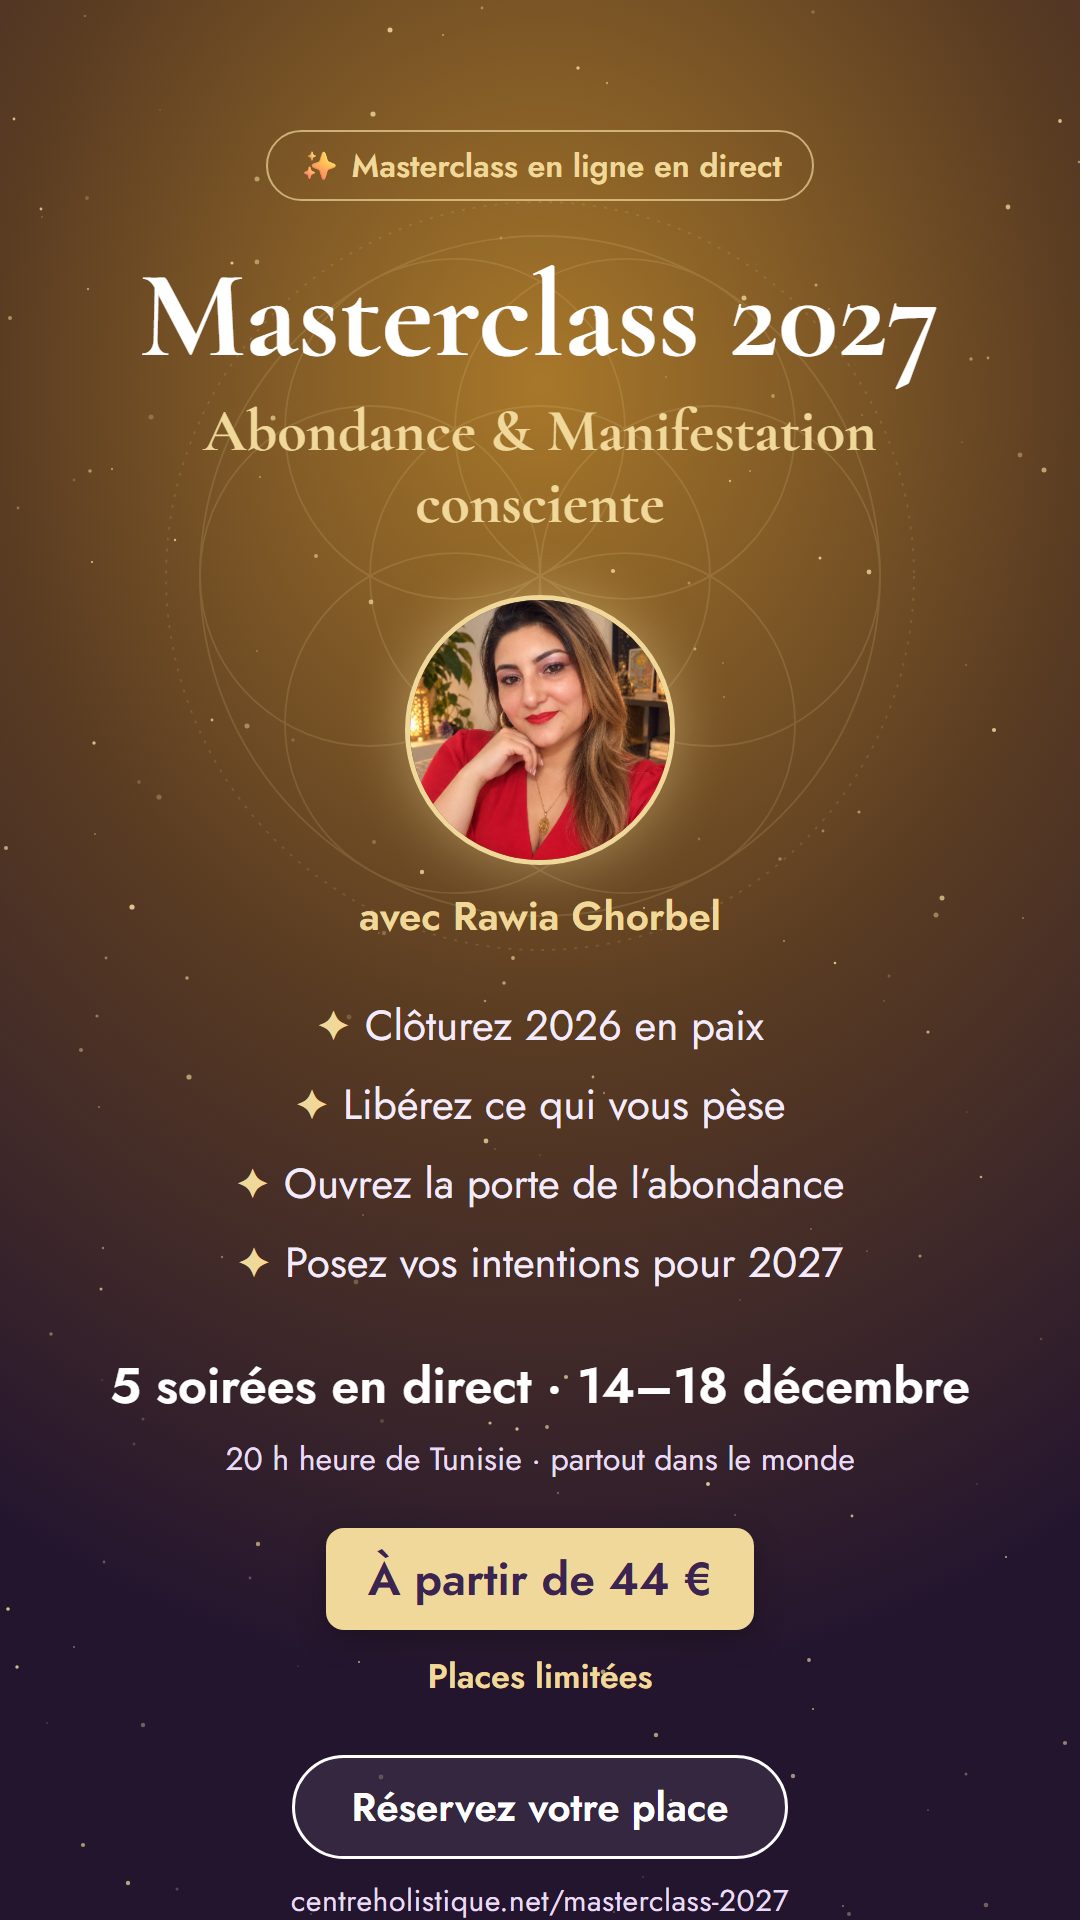 ✨ Masterclass en ligne en direct
Masterclass 2027
Abondance & Manifestation
consciente
avec Rawia Ghorbel
✦ Clôturez 2026 en paix
✦ Libérez ce qui vous pèse
✦ Ouvrez la porte de l’abondance
✦ Posez vos intentions pour 2027
5 soirées en direct · 14–18 décembre
20 h heure de Tunisie · partout dans le monde
À partir de 44 €
Places limitées
Réservez votre place
centreholistique.net/masterclass-2027